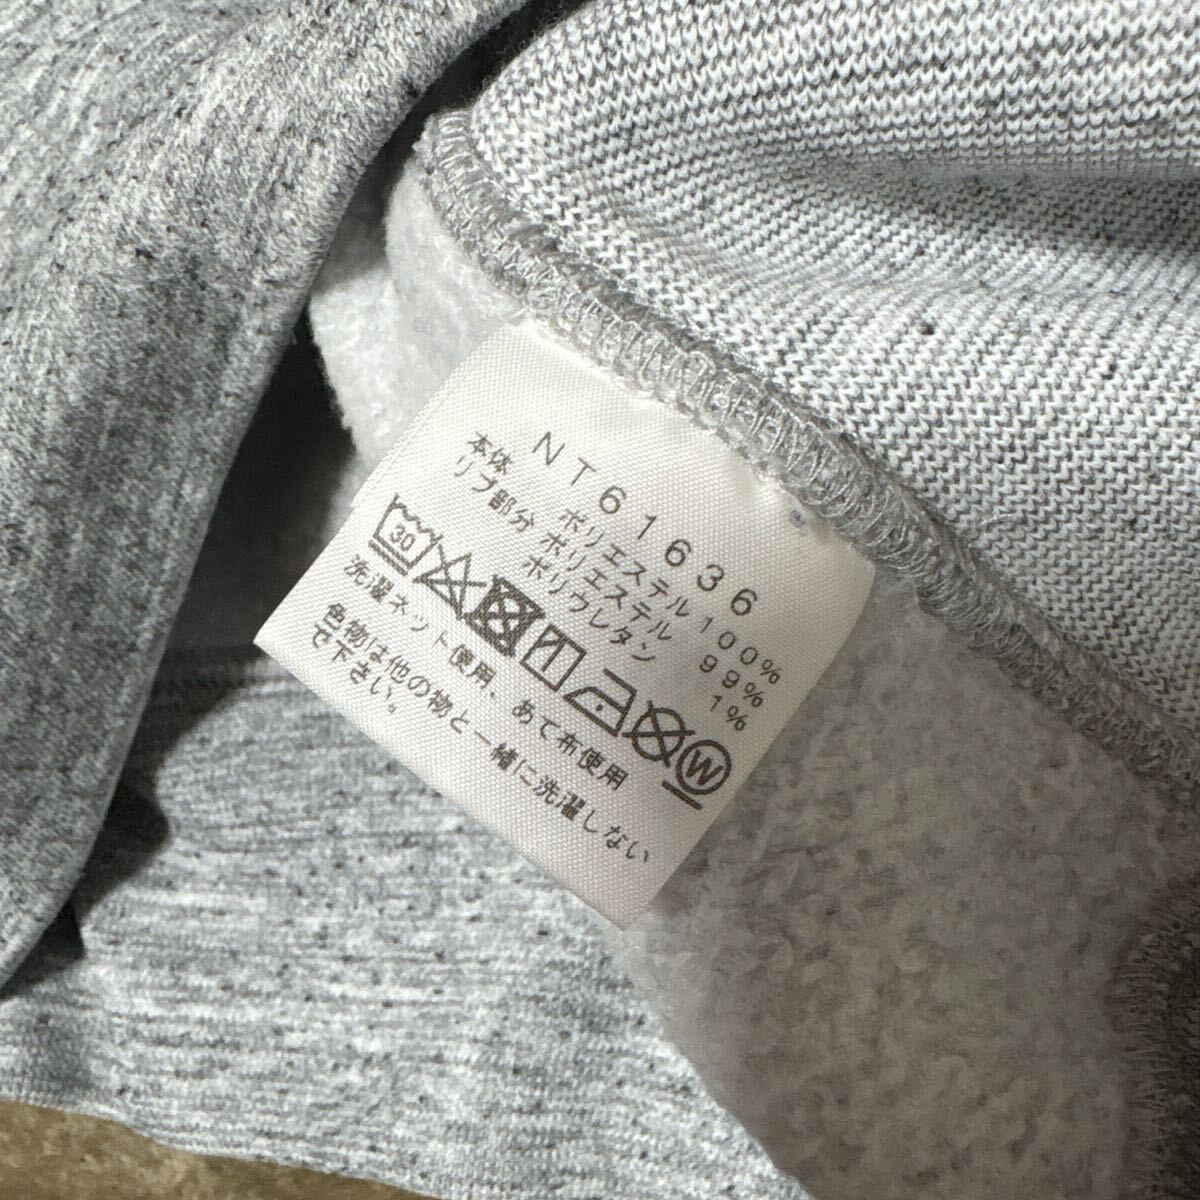 NT61636
本体 ポリエステル 100%
リブ部分 ポリエステル 99%
ポリウレタン 1%
30 W
洗濯ネット使用、あて布使用
色物は他の物と一緒に洗濯しない
で下さい。